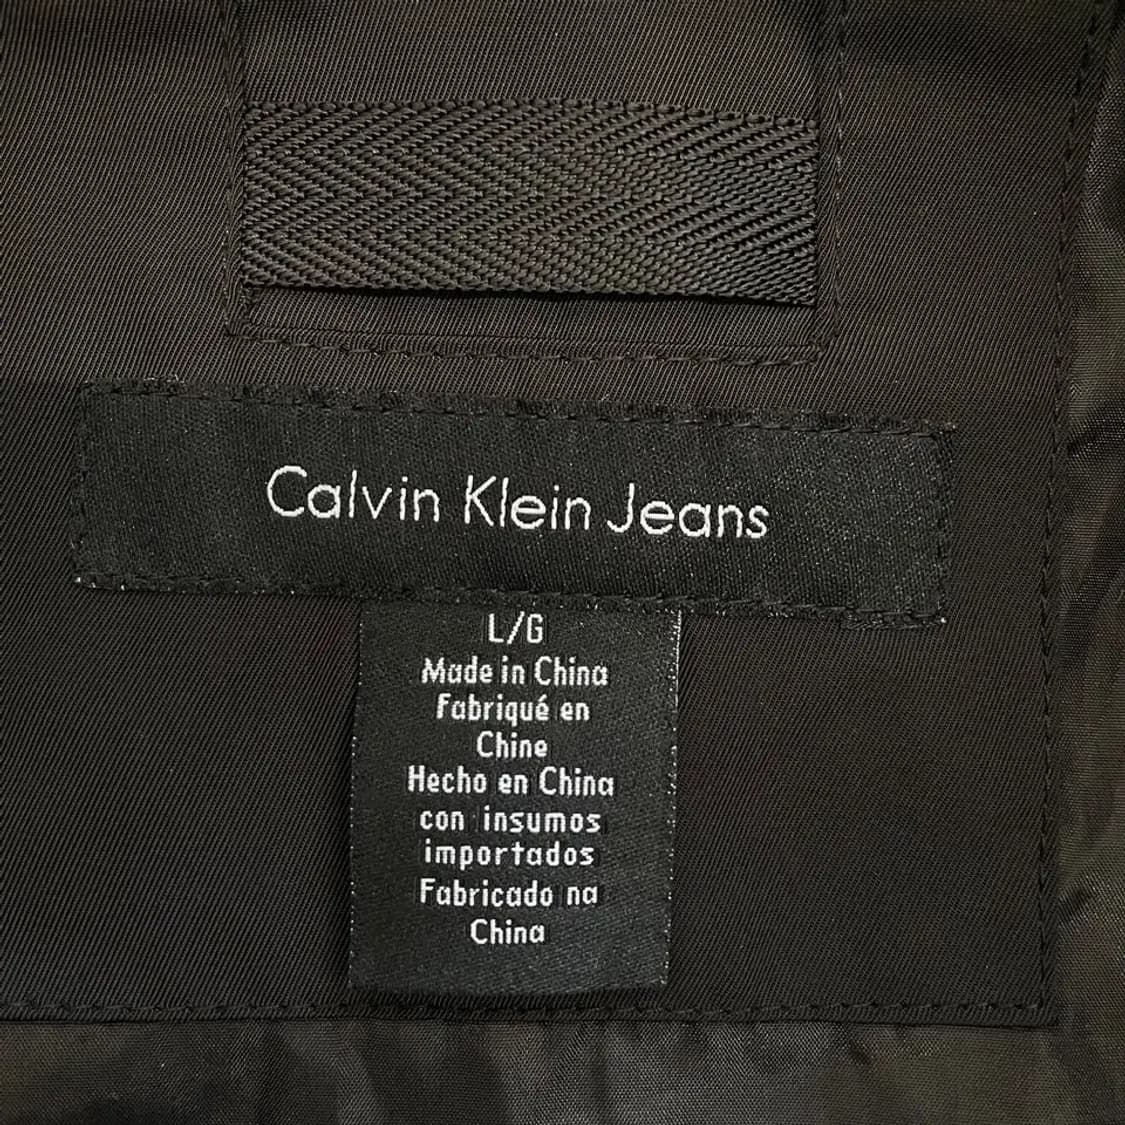 Calvin Klein Jeans
L/G
Made in China
Fabriqué en
Chine
Hecho en China
con insumos
importados
Fabricado na
China